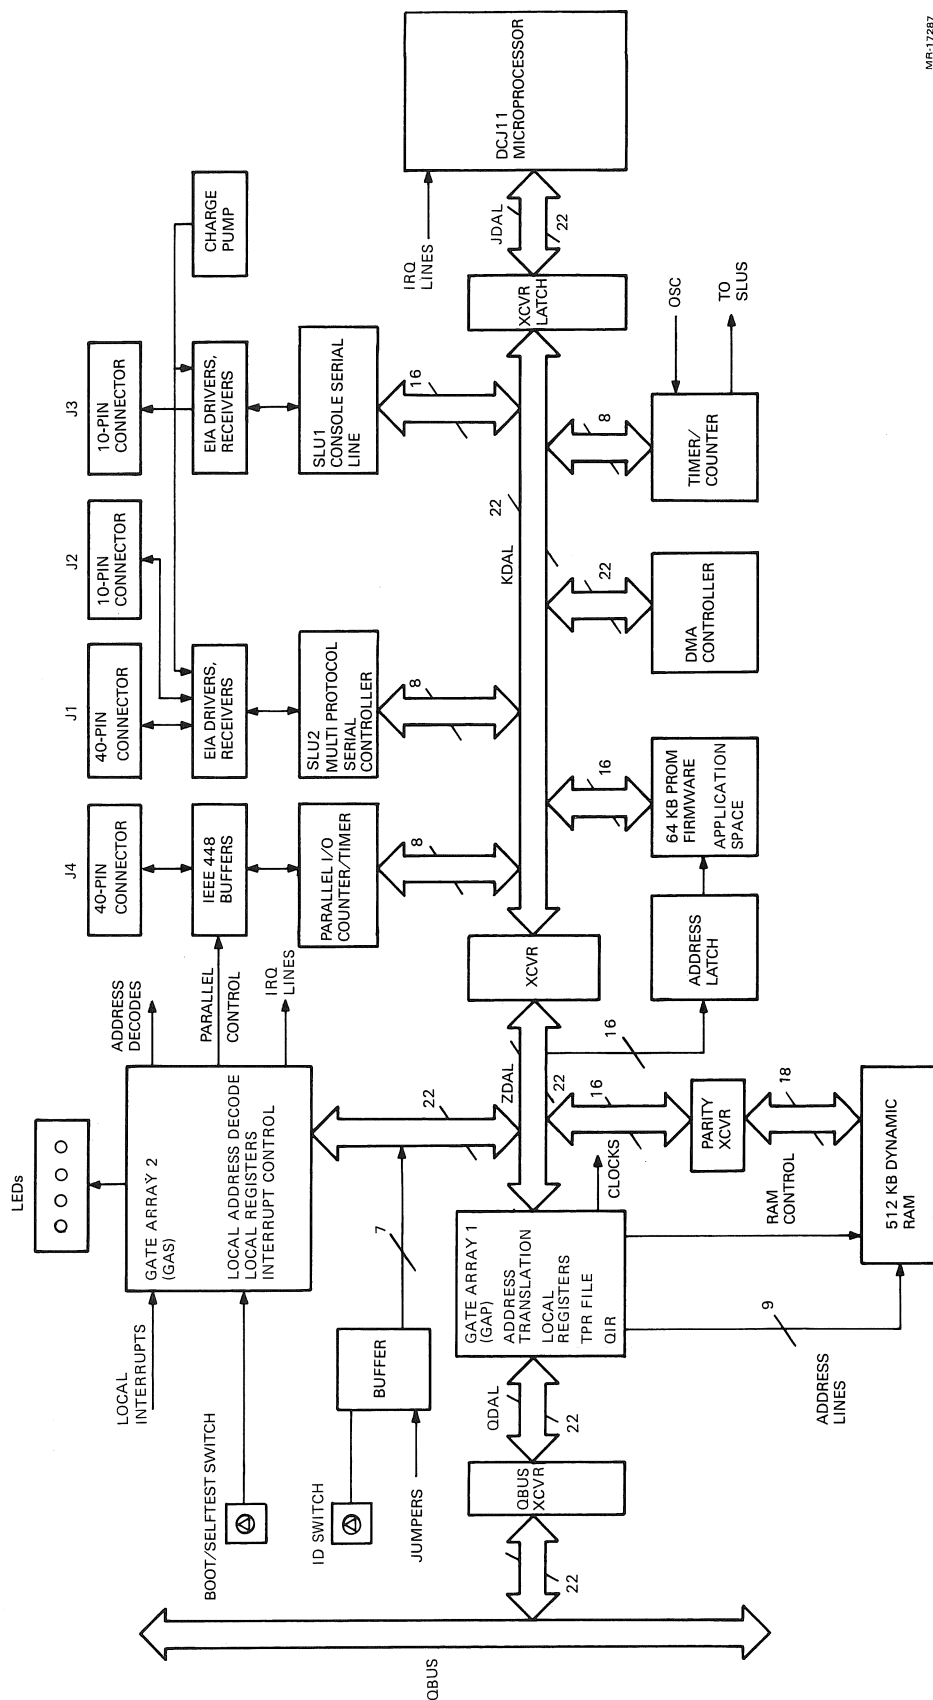 MR-17287
J4
J1
J2
J3
40-PIN
CONNECTOR
40-PIN
CONNECTOR
10-PIN
CONNECTOR
10-PIN
CONNECTOR
LEDs
ADDRESS
DECODES
IEEE 448
BUFFERS
EIA DRIVERS,
RECEIVERS
EIA DRIVERS,
RECEIVERS
CHARGE
PUMP
LOCAL
INTERRUPTS
GATE ARRAY 2
(GAS)
LOCAL ADDRESS DECODE
LOCAL REGISTERS
INTERRUPT CONTROL
PARALLEL
CONTROL
IRQ
LINES
PARALLEL I/O
COUNTER/TIMER
SLU2
MULTI PROTOCOL
SERIAL
CONTROLLER
SLU1
CONSOLE SERIAL
LINE
BOOT/SELFTEST SWITCH
ID SWITCH
BUFFER
JUMPERS
7
22
8
8
16
IRQ
LINES
DCJ11
MICROPROCESSOR
QBUS
22
QBUS
XCVR
QDAL
22
GATE ARRAY 1
(GAP)
ADDRESS
TRANSLATION
LOCAL
REGISTERS
TPR FILE
QIR
ZDAL
22
XCVR
KDAL
22
XCVR
LATCH
JDAL
22
CLOCKS
16
16
16
22
8
OSC
TO
SLUS
PARITY
XCVR
ADDRESS
LATCH
64 KB PROM
FIRMWARE
APPLICATION
SPACE
DMA
CONTROLLER
TIMER/
COUNTER
9
ADDRESS
LINES
RAM
CONTROL
18
512 KB DYNAMIC
RAM